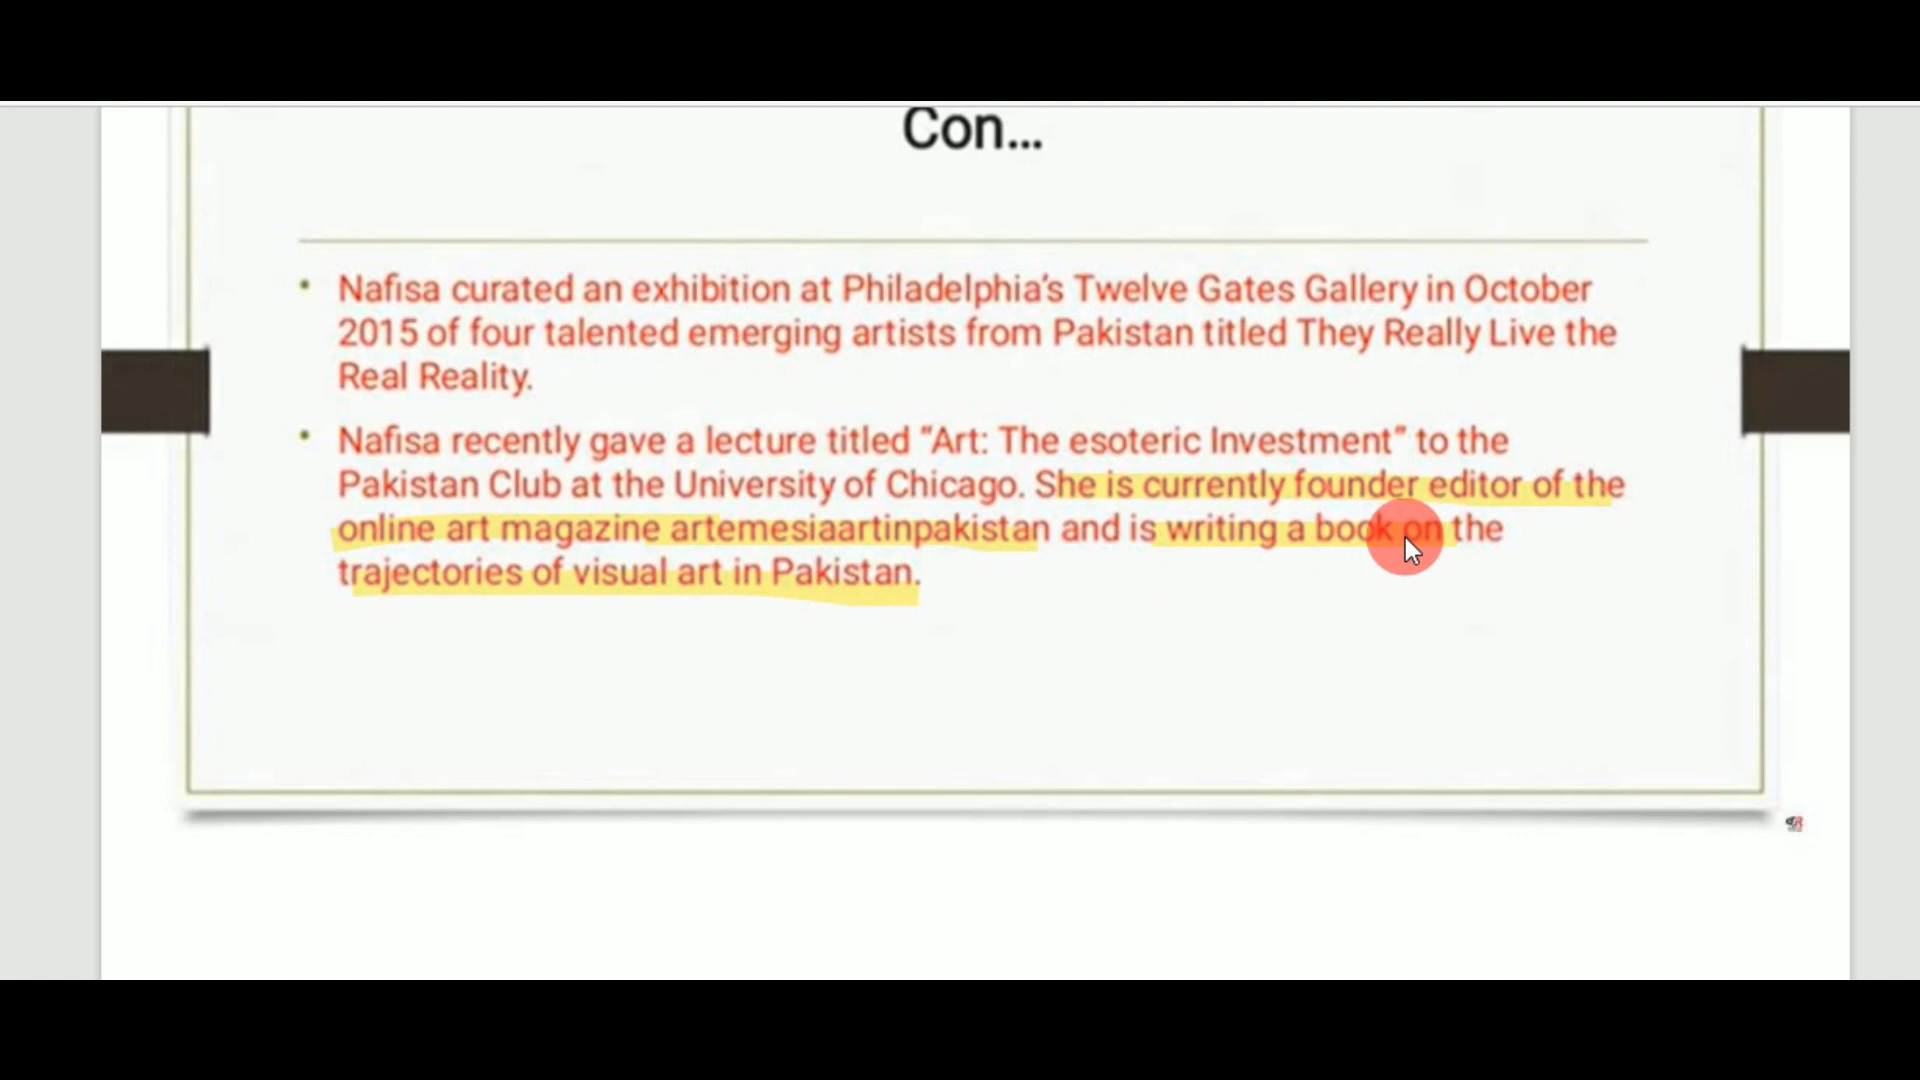 Con...
• Nafisa curated an exhibition at Philadelphia's Twelve Gates Gallery in October
2015 of four talented emerging artists from Pakistan titled They Really Live the
Real Reality.
• Nafisa recently gave a lecture titled "Art: The esoteric Investment" to the
Pakistan Club at the University of Chicago. She is currently founder editor of the
online art magazine artemesiaartinpakistan and is writing a book on the
trajectories of visual art in Pakistan.